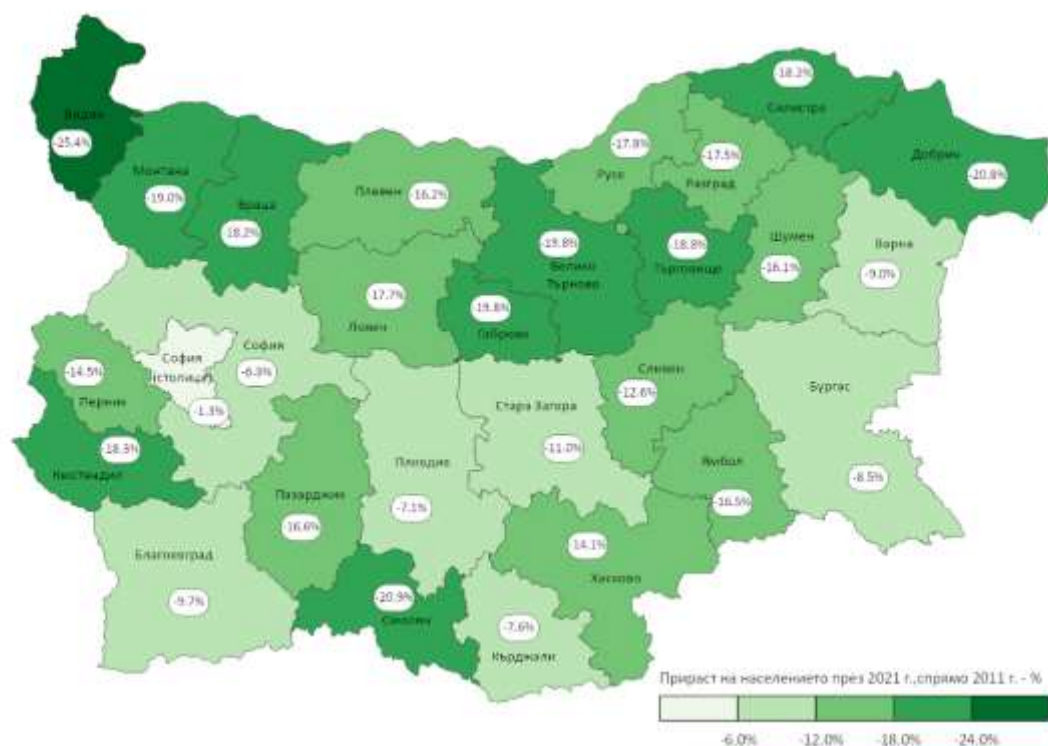 -18.2%
Силистра
Видин
-25.4%
-17.8%
Русе
-17.5%
Разград
Добрич
-20.8%
Монтана
-19.0%
Враца
-18.2%
Плевен
-16.2%
-19.8%
Велико
Търново
-18.8%
Търговище
Шумен
-16.1%
Варна
-9.0%
-17.7%
Ловеч
-19.8%
Габрово
София
(столица)
-1.3%
София
-14.5%
Перник
-18.3%
Кюстендил
Сливен
-12.6%
Бургас
-8.5%
Стара Загора
-11.0%
Пловдив
-7.1%
Ямбол
-16.5%
Пазарджик
-16.6%
Благоевград
-9.7%
-14.1%
Хасково
-20.9%
Смолян
-7.6%
Кърджали
Прираст на населението през 2021 г.,спрямо 2011 г. - %
-6.0% -12.0% -18.0% -24.0%